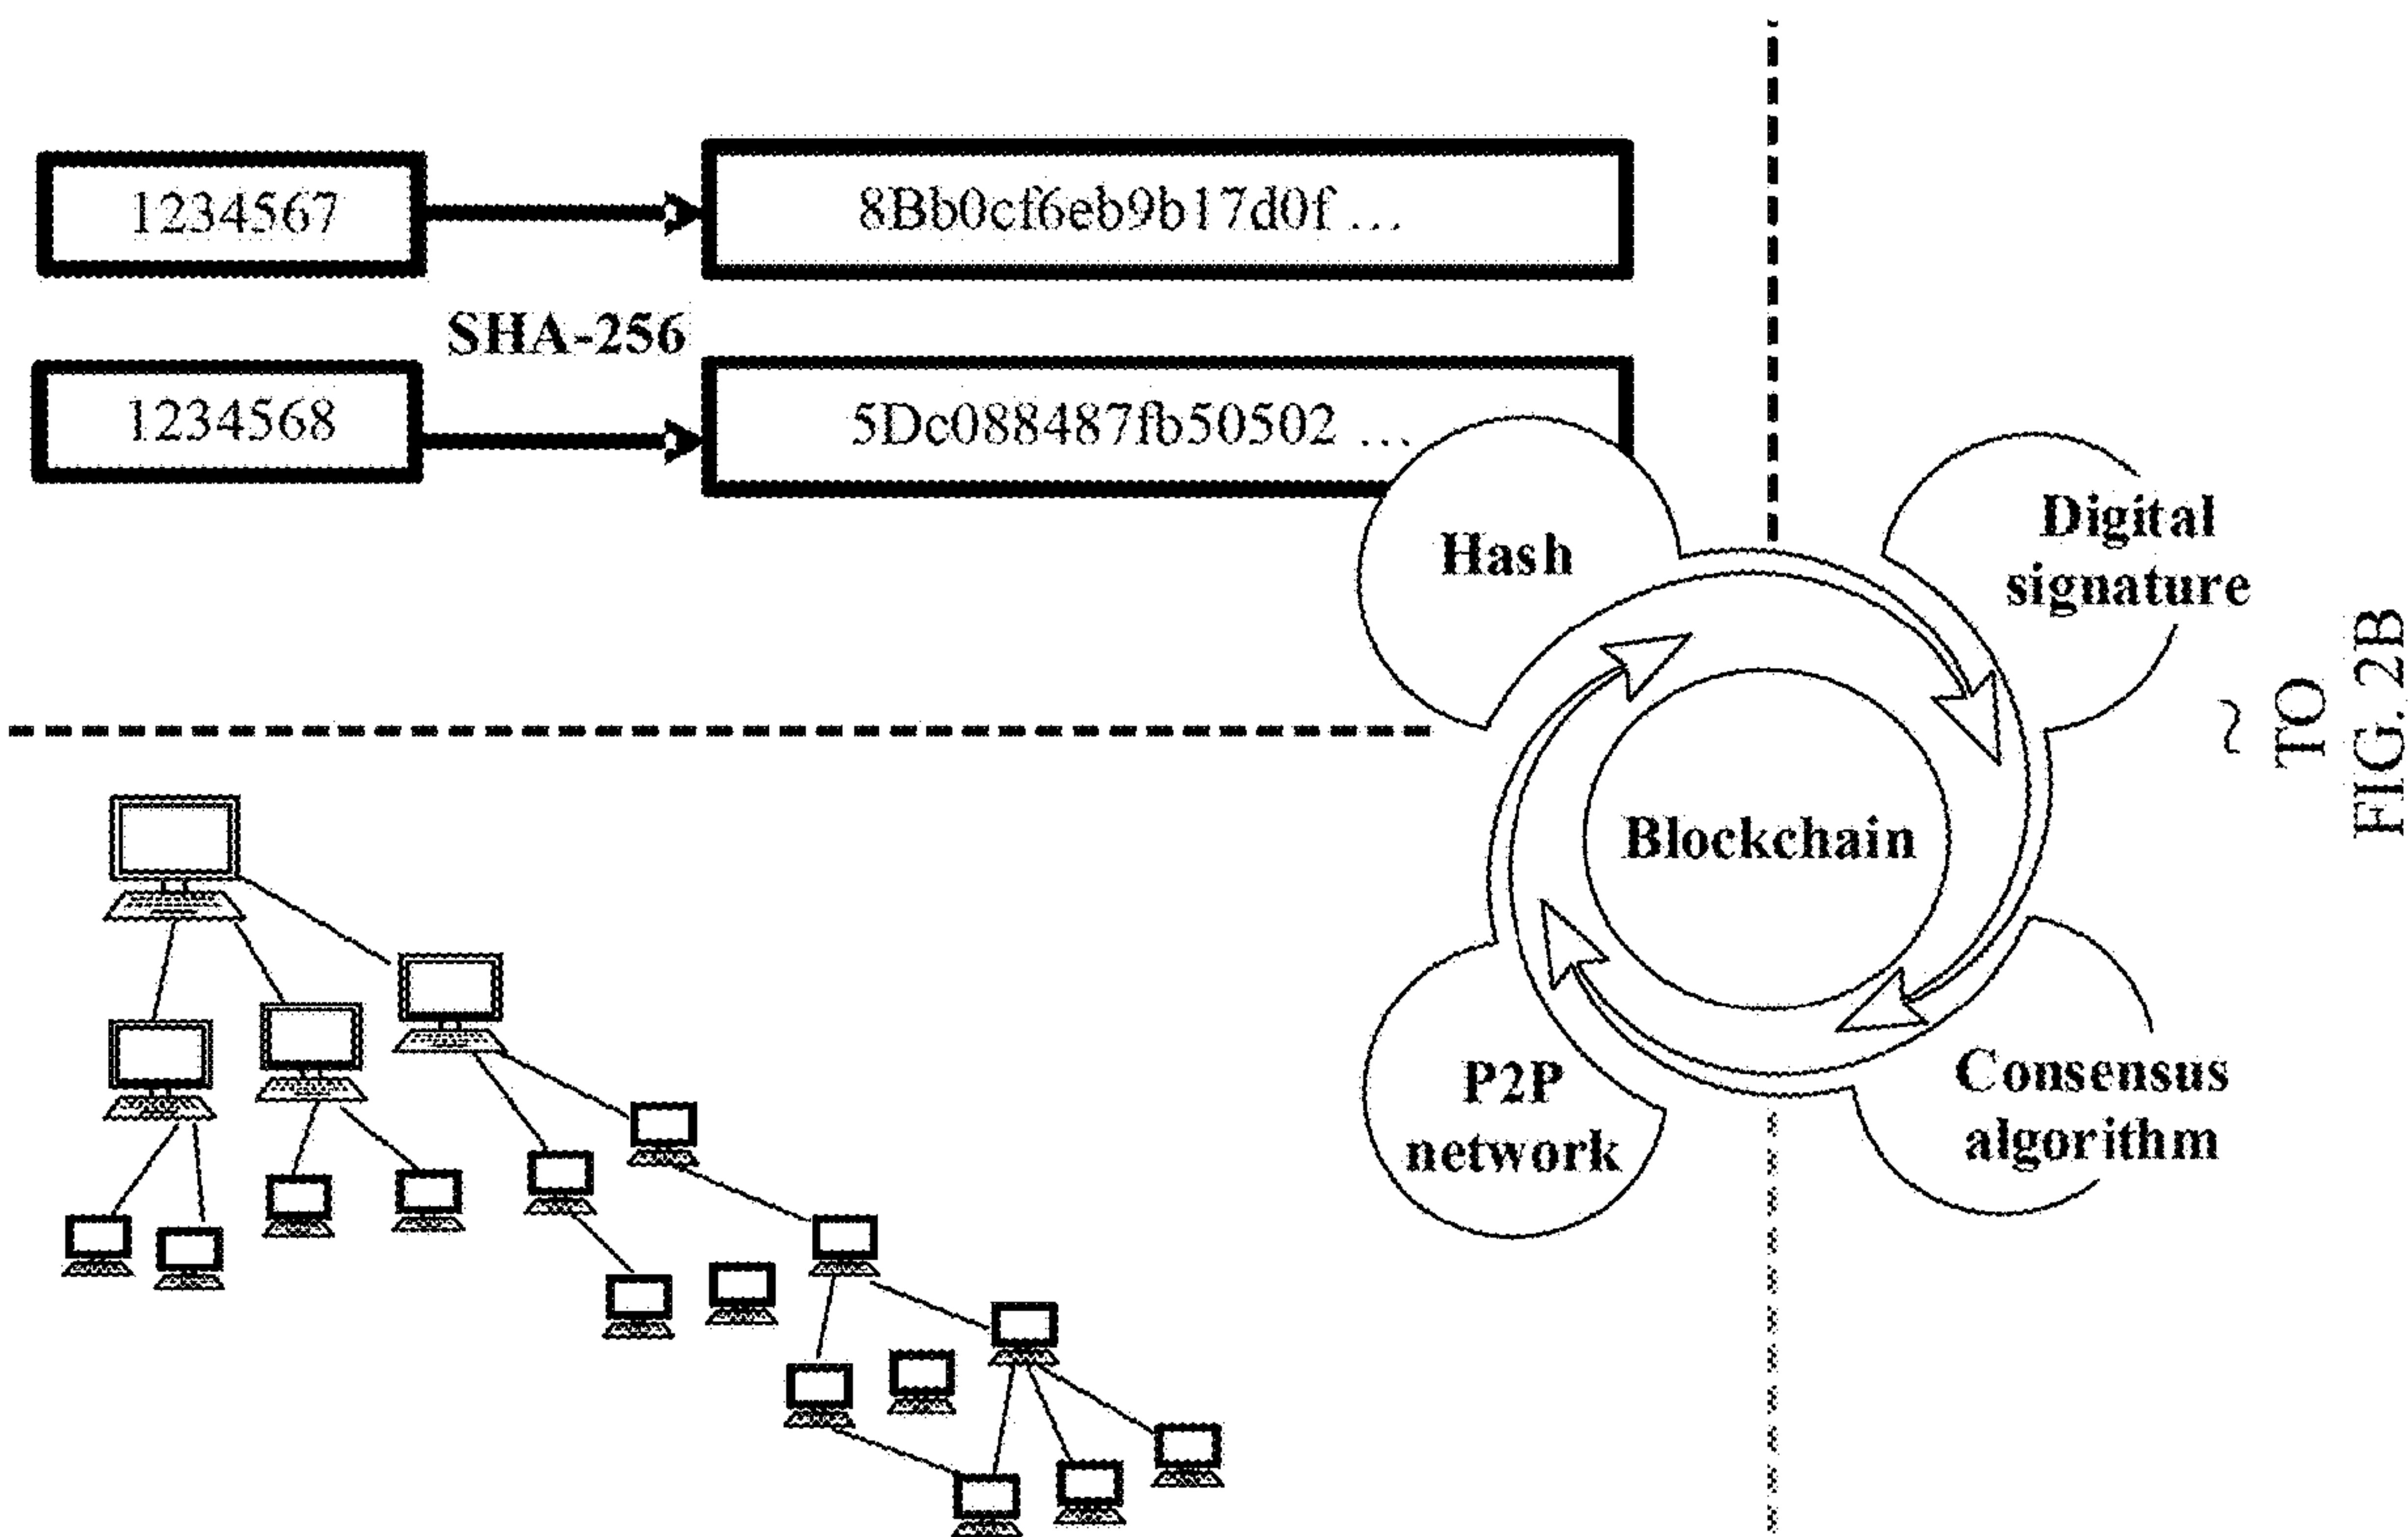 1234567
8Bb0cf6eb9b17d0f ...
SHA-256
1234568
5Dc088487fb50502 ...
Hash
Digital
signature
Blockchain
P2P
network
Consensus
algorithm
~
TO
FIG. 2B